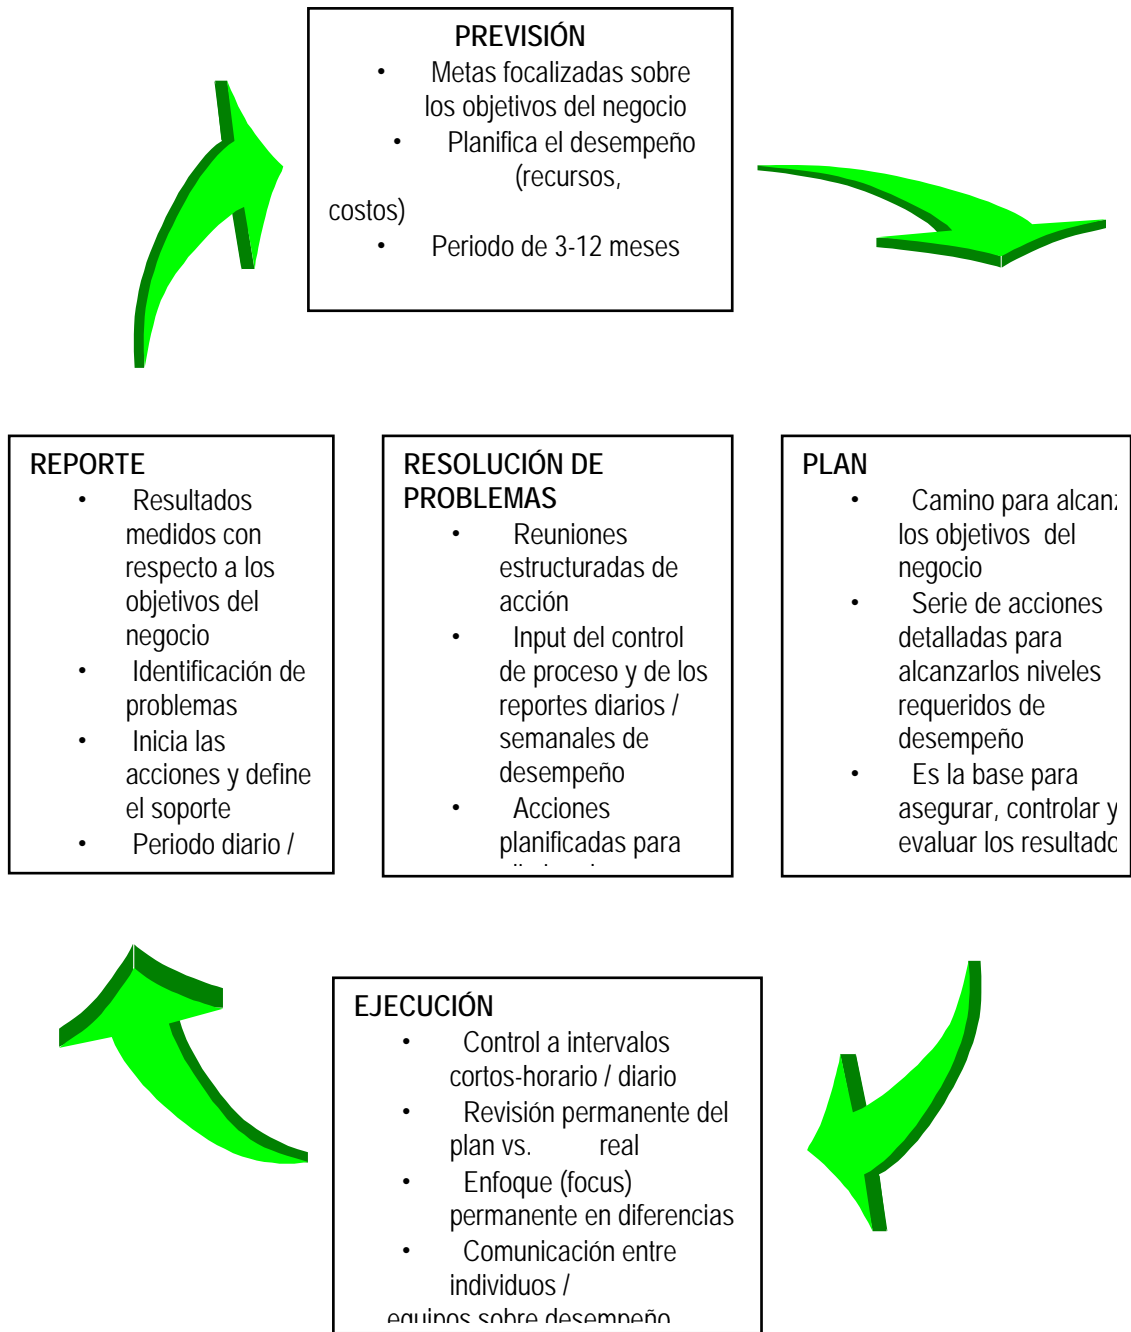 PREVISIÓN
• Metas focalizadas sobre
los objetivos del negocio
• Planifica el desempeño
(recursos,
costos)
• Periodo de 3-12 meses
REPORTE
• Resultados
medidos con
respecto a los
objetivos del
negocio
• Identificación de
problemas
• Inicia las
acciones y define
el soporte
• Periodo diario /
RESOLUCIÓN DE
PROBLEMAS
• Reuniones
estructuradas de
acción
• Input del control
de proceso y de los
reportes diarios /
semanales de
desempeño
• Acciones
planificadas para
PLAN
• Camino para alcan
los objetivos del
negocio
• Serie de acciones
detalladas para
alcanzarlos niveles
requeridos de
desempeño
• Es la base para
asegurar, controlar y
evaluar los resultado
EJECUCIÓN
• Control a intervalos
cortos-horario / diario
• Revisión permanente del
plan vs. real
• Enfoque (focus)
permanente en diferencias
• Comunicación entre
individuos /
equipos sobre desempeño